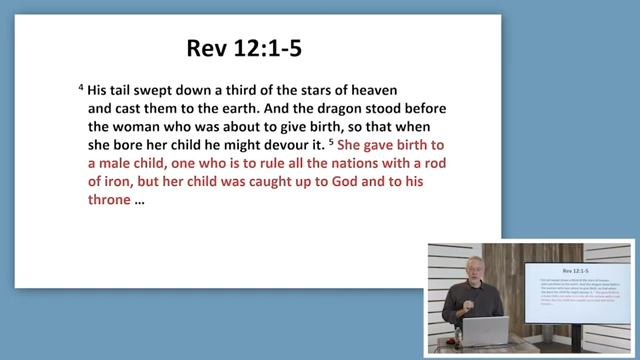 Rev 12:1-5
4 His tail swept down a third of the stars of heaven
and cast them to the earth. And the dragon stood before
the woman who was about to give birth, so that when
she bore her child he might devour it. 5 She gave birth to
a male child, one who is to rule all the nations with a rod
of iron, but her child was caught up to God and to his
throne ...
Rev 12:1-5